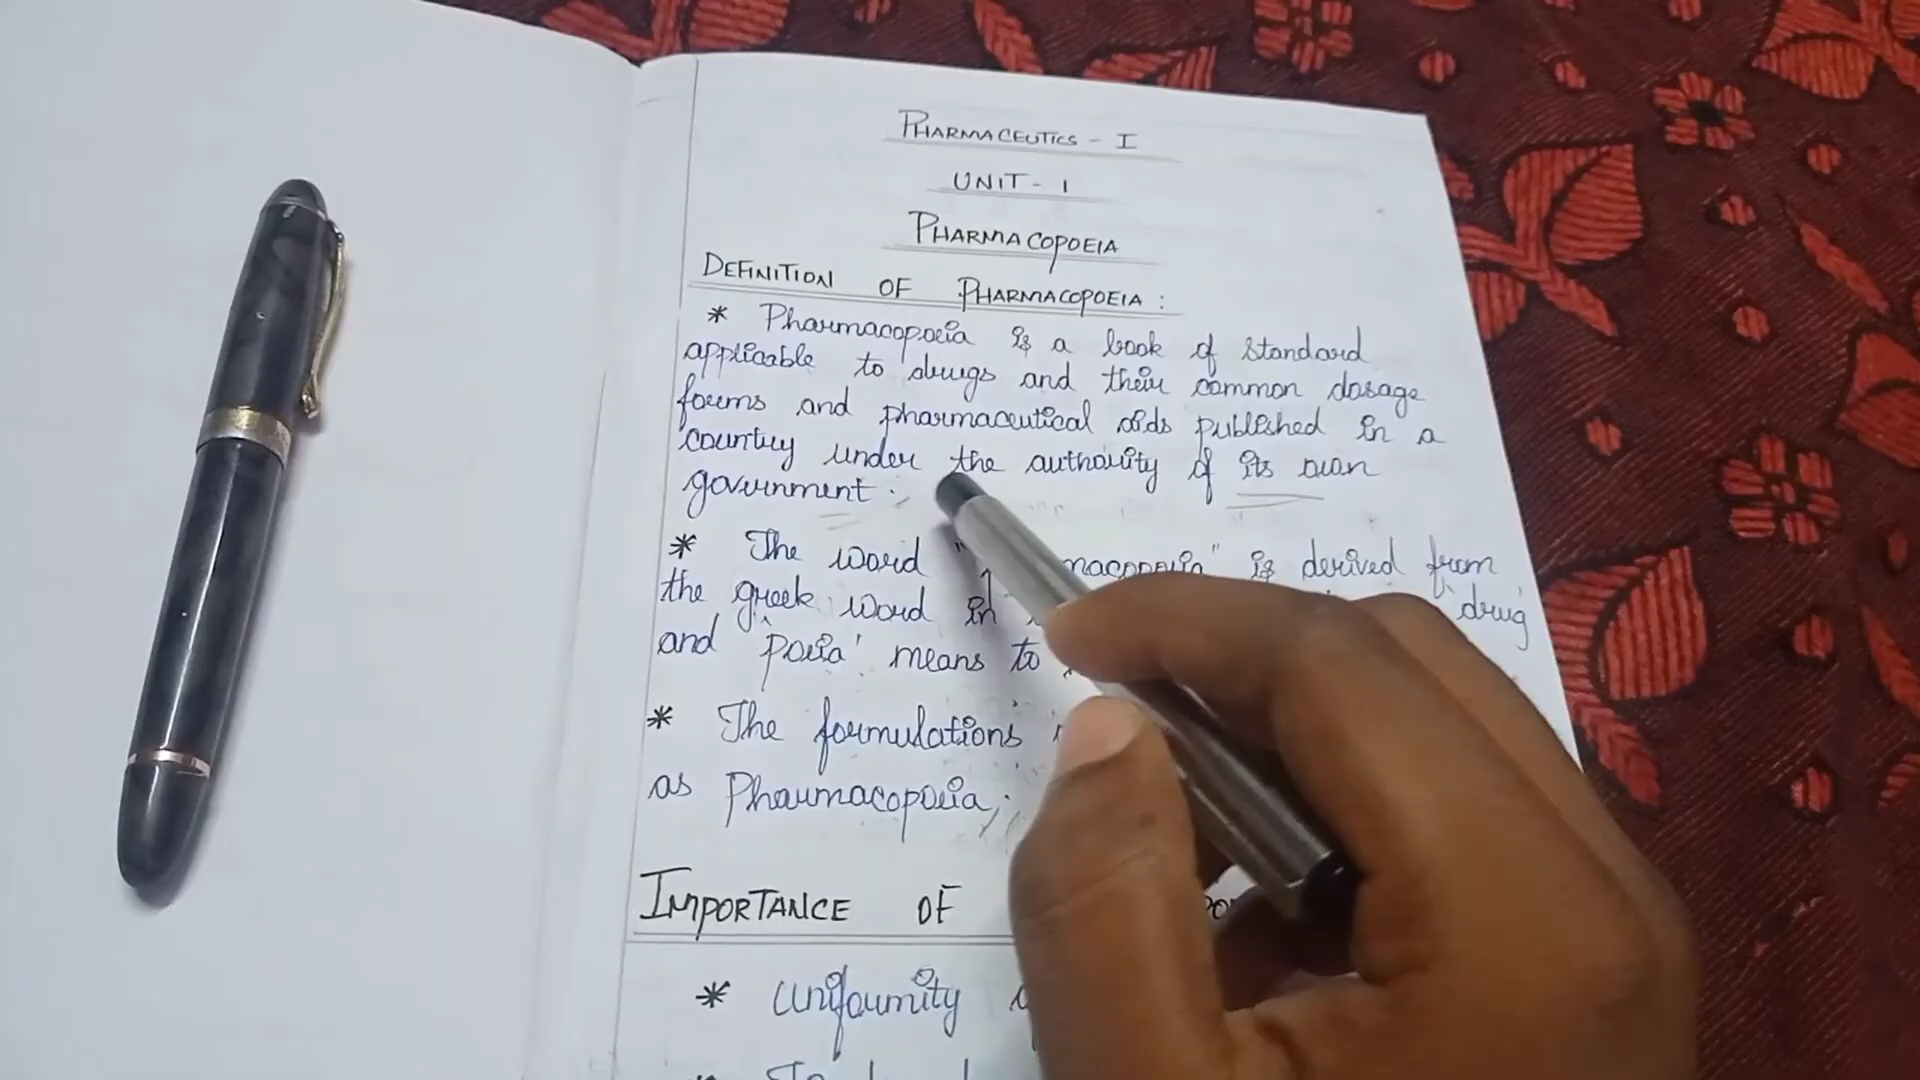 PHARMACEUTICS - I
UNIT - 1
PHARMACOPOEIA
DEFINITION OF PHARMACOPOEIA :
* Pharmacopoeia is a book of standard
applicable to drugs and their common dosage
forms and pharmaceutical aids published in a
country under the authority of its own
government.
* The word " is derived from
the greek word in drug
and 'poeia' means to
* The formulations
as Pharmacopoeia,
IMPORTANCE OF
* Uniformity